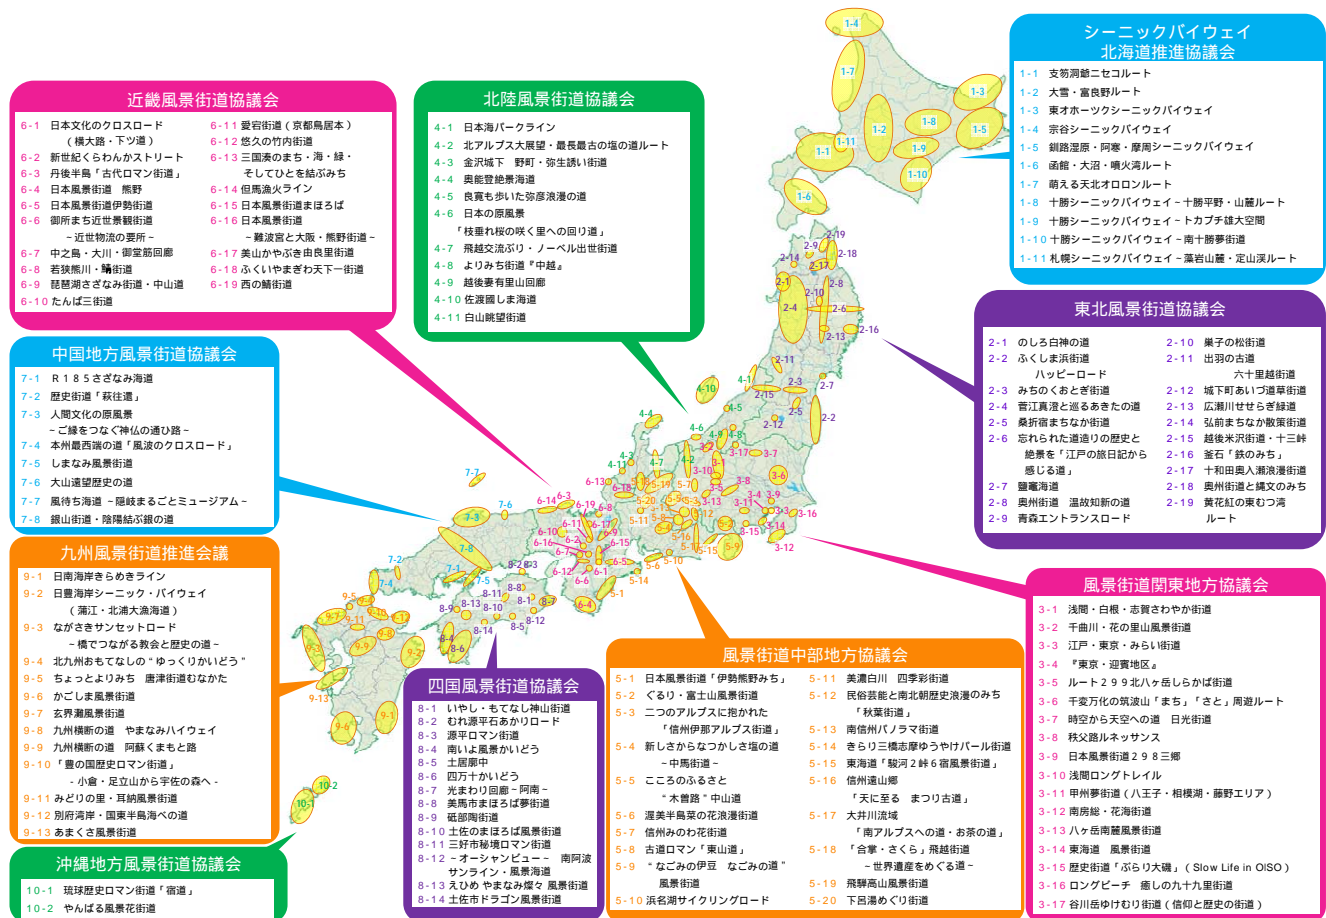 シーニックバイウェイ
北海道推進協議会
1-1 支笏洞爺ニセコルート
1-2 大雪・富良野ルート
1-3 東オホーツクシーニックバイウェイ
1-4 宗谷シーニックバイウェイ
1-5 釧路湿原・阿寒・摩周シーニックバイウェイ
1-6 函館・大沼・噴火湾ルート
1-7 萌える天北オロロンルート
1-8 十勝シーニックバイウェイ~十勝平野・山麓ルート
1-9 十勝シーニックバイウェイ~トカプチ雄大空間
1-10 十勝シーニックバイウェイ~南十勝夢街道
1-11 札幌シーニックバイウェイ~藻岩山麓・定山渓ルート
近畿風景街道協議会
6-1 日本文化のクロスロード
(横大路・下ツ道)
6-2 新世紀くらわんかストリート
6-3 丹後半島「古代ロマン街道」
6-4 日本風景街道 熊野
6-5 日本風景街道伊勢街道
6-6 御所まち近世景観街道
~近世物流の要所~
6-7 中之島・大川・御堂筋回廊
6-8 若狭熊川・鯖街道
6-9 琵琶湖さざなみ街道・中山道
6-10 たんば三街道
6-11 愛宕街道(京都鳥居本)
6-12 悠久の竹内街道
6-13 三国湊のまち・海・緑・
そしてひとを結ぶみち
6-14 但馬漁火ライン
6-15 日本風景街道まほろば
6-16 日本風景街道
~難波宮と大阪・熊野街道~
6-17 美山かやぶき由良里街道
6-18 ふくいやまぎわ天下一街道
6-19 西の鯖街道
北陸風景街道協議会
4-1 日本海パークライン
4-2 北アルプス大展望・最長最古の塩の道ルート
4-3 金沢城下 野町・弥生誘い街道
4-4 奥能登絶景海道
4-5 良寛も歩いた弥彦浪漫の道
4-6 日本の原風景
「枝垂れ桜の咲く里への回り道」
4-7 飛越交流ぶり・ノーベル出世街道
4-8 よりみち街道『中越』
4-9 越後妻有里山回廊
4-10 佐渡國しま海道
4-11 白山眺望街道
東北風景街道協議会
2-1 のしろ白神の道
2-2 ふくしま浜街道
ハッピーロード
2-3 みちのくおとぎ街道
2-4 菅江真澄と巡るあきたの道
2-5 桑折宿まちなか街道
2-6 忘れられた道造りの歴史と
絶景を「江戸の旅日記から
感じる道」
2-7 鹽竈海道
2-8 奥州街道 温故知新の道
2-9 青森エントランスロード
2-10 巣子の松街道
2-11 出羽の古道
六十里越街道
2-12 城下町あいづ道草街道
2-13 広瀬川せせらぎ緑道
2-14 弘前まちなか散策街道
2-15 越後米沢街道・十三峠
2-16 釜石「鉄のみち」
2-17 十和田奥入瀬浪漫街道
2-18 奥州街道と縄文のみち
2-19 黄花紅の東むつ湾
ルート
中国地方風景街道協議会
7-1 R185さざなみ海道
7-2 歴史街道「萩往還」
7-3 人間文化の原風景
~ご縁をつなぐ神仏の通ひ路~
7-4 本州最西端の道「風波のクロスロード」
7-5 しまなみ風景街道
7-6 大山遠望歴史の道
7-7 風待ち海道 ~隠岐まるごとミュージアム~
7-8 銀山街道・陰陽結ぶ銀の道
九州風景街道推進会議
9-1 日南海岸きらめきライン
9-2 日豊海岸シーニック・バイウェイ
(蒲江・北浦大漁海道)
9-3 ながさきサンセットロード
~橋でつながる教会と歴史の道~
9-4 北九州おもてなしの“ゆっくりかいどう”
9-5 ちょっとよりみち 唐津街道むなかた
9-6 かごしま風景街道
9-7 玄界灘風景街道
9-8 九州横断の道 やまなみハイウェイ
9-9 九州横断の道 阿蘇くまもと路
9-10 「豊の国歴史ロマン街道」
- 小倉・足立山から宇佐の森へ -
9-11 みどりの里・耳納風景街道
9-12 別府湾岸・国東半島海べの道
9-13 あまくさ風景街道
沖縄地方風景街道協議会
10-1 琉球歴史ロマン街道「宿道」
10-2 やんばる風景花街道
四国風景街道協議会
8-1 いやし・もてなし神山街道
8-2 むれ源平石あかりロード
8-3 源平ロマン街道
8-4 南いよ風景かいどう
8-5 土居廓中
8-6 四万十かいどう
8-7 光まわり回廊~阿南~
8-8 美馬市まほろば夢街道
8-9 砥部陶街道
8-10 土佐のまほろば風景街道
8-11 三好市秘境ロマン街道
8-12 ~オーシャンビュー~ 南阿波
サンライン・風景海道
8-13 えひめ やまなみ燦々 風景街道
8-14 土佐市ドラゴン風景街道
風景街道中部地方協議会
5-1 日本風景街道「伊勢熊野みち」
5-2 ぐるり・富士山風景街道
5-3 二つのアルプスに抱かれた
「信州伊那アルプス街道」
5-4 新しさからなつかしさ塩の道
~中馬街道~
5-5 こころのふるさと
“木曽路”中山道
5-6 渥美半島菜の花浪漫街道
5-7 信州みのわ花街道
5-8 古道ロマン「東山道」
5-9 “なごみの伊豆 なごみの道”
風景街道
5-10 浜名湖サイクリングロード
5-11 美濃白川 四季彩街道
5-12 民俗芸能と南北朝歴史浪漫のみち
「秋葉街道」
5-13 南信州パノラマ街道
5-14 きらり三橋志摩ゆうやけパール街道
5-15 東海道「駿河2峠6宿風景街道」
5-16 信州遠山郷
「天に至る まつり古道」
5-17 大井川流域
「南アルプスへの道・お茶の道」
5-18 「合掌・さくら」飛越街道
~世界遺産をめぐる道~
5-19 飛騨高山風景街道
5-20 下呂湯めぐり街道
風景街道関東地方協議会
3-1 浅間・白根・志賀さわやか街道
3-2 千曲川・花の里山風景街道
3-3 江戸・東京・みらい街道
3-4 『東京・迎賓地区』
3-5 ルート299北八ヶ岳しらかば街道
3-6 千変万化の筑波山「まち」「さと」周遊ルート
3-7 時空から天空への道 日光街道
3-8 秩父路ルネッサンス
3-9 日本風景街道298三郷
3-10 浅間ロングトレイル
3-11 甲州夢街道(八王子・相模湖・藤野エリア)
3-12 南房総・花海街道
3-13 八ヶ岳南麓風景街道
3-14 東海道 風景街道
3-15 歴史街道「ぶらり大磯」(Slow Life in OISO)
3-16 ロングビーチ 癒しの九十九里街道
3-17 谷川岳ゆけむり街道(信仰と歴史の街道)